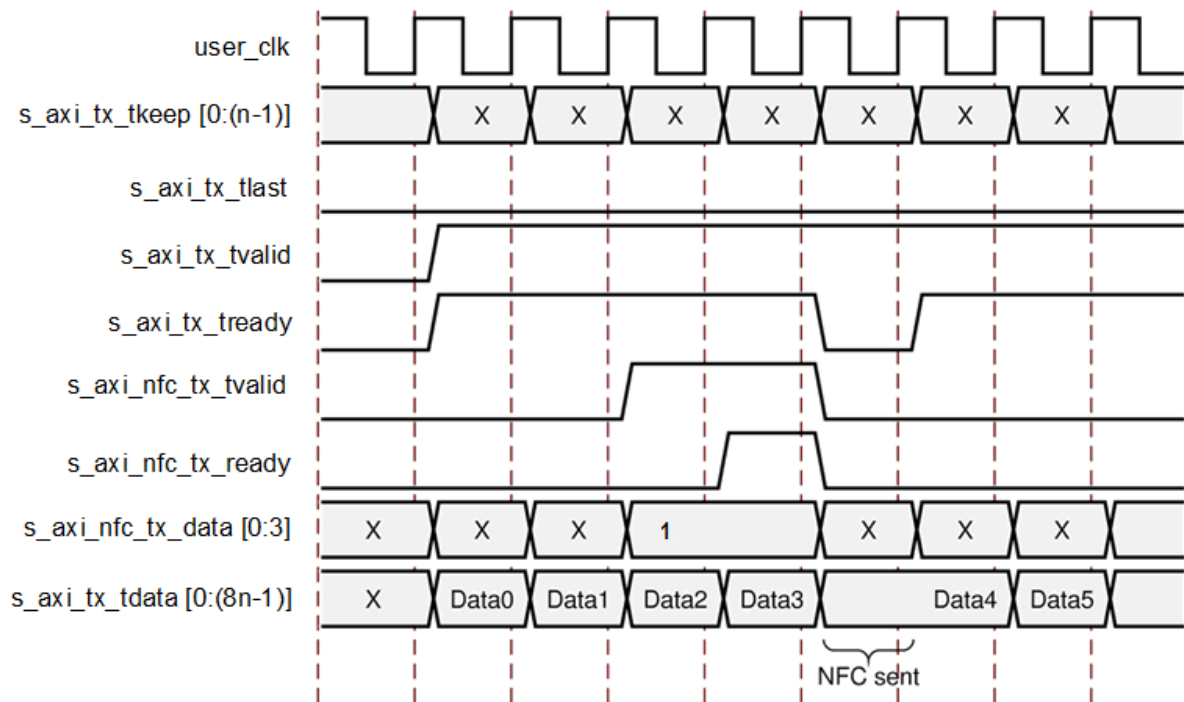 user_clk
s_axi_tx_tkeep [0:(n-1)]
X X X X X X X
s_axi_tx_tlast
s_axi_tx_tvalid
s_axi_tx_tready
s_axi_nfc_tx_tvalid
s_axi_nfc_tx_ready
s_axi_nfc_tx_data [0:3]
X X X 1 X X X
s_axi_tx_tdata [0:(8n-1)]
X Data0 Data1 Data2 Data3 Data4 Data5
NFC sent